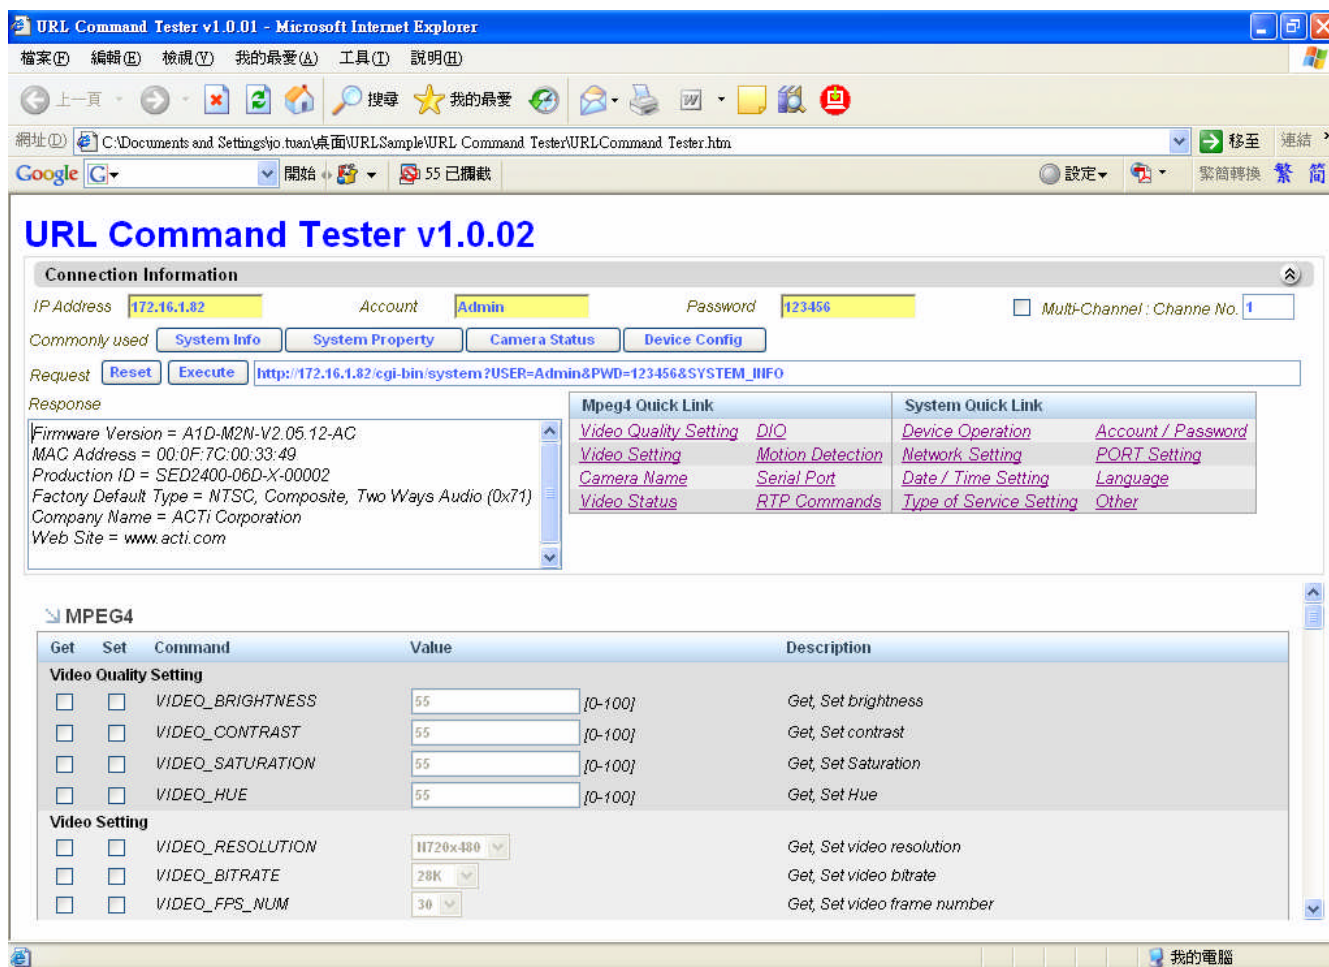 URL Command Tester v1.0.01 - Microsoft Internet Explorer
檔案(F) 編輯(E) 檢視(V) 我的最愛(A) 工具(T) 說明(H)
上一頁 搜尋 我的最愛
網址(D) C:\Documents and Settings\jo.tuan\桌面\URLSample\URL Command Tester\URLCommand Tester.htm 移至 連結 »
Google G 開始 55 已攔截 設定 繁簡轉換 繁 简
URL Command Tester v1.0.02
Connection Information
IP Address 172.16.1.82 Account Admin Password 123456 Multi-Channel : Channe No. 1
Commonly used System Info System Property Camera Status Device Config
Request Reset Execute http://172.16.1.82/cgi-bin/system?USER=Admin&PWD=123456&SYSTEM_INFO
Response
Firmware Version = A1D-M2N-V2.05.12-AC
MAC Address = 00:0F:7C:00:33:49
Production ID = SED2400-06D-X-00002
Factory Default Type = NTSC, Composite, Two Ways Audio (0x71)
Company Name = ACTi Corporation
Web Site = www.acti.com
Mpeg4 Quick Link System Quick Link
Video Quality Setting DIO Device Operation Account / Password
Video Setting Motion Detection Network Setting PORT Setting
Camera Name Serial Port Date / Time Setting Language
Video Status RTP Commands Type of Service Setting Other
MPEG4
Get Set Command Value Description
Video Quality Setting
VIDEO_BRIGHTNESS 55 [0-100] Get, Set brightness
VIDEO_CONTRAST 55 [0-100] Get, Set contrast
VIDEO_SATURATION 55 [0-100] Get, Set Saturation
VIDEO_HUE 55 [0-100] Get, Set Hue
Video Setting
VIDEO_RESOLUTION N720x480 Get, Set video resolution
VIDEO_BITRATE 28K Get, Set video bitrate
VIDEO_FPS_NUM 30 Get, Set video frame number
我的電腦